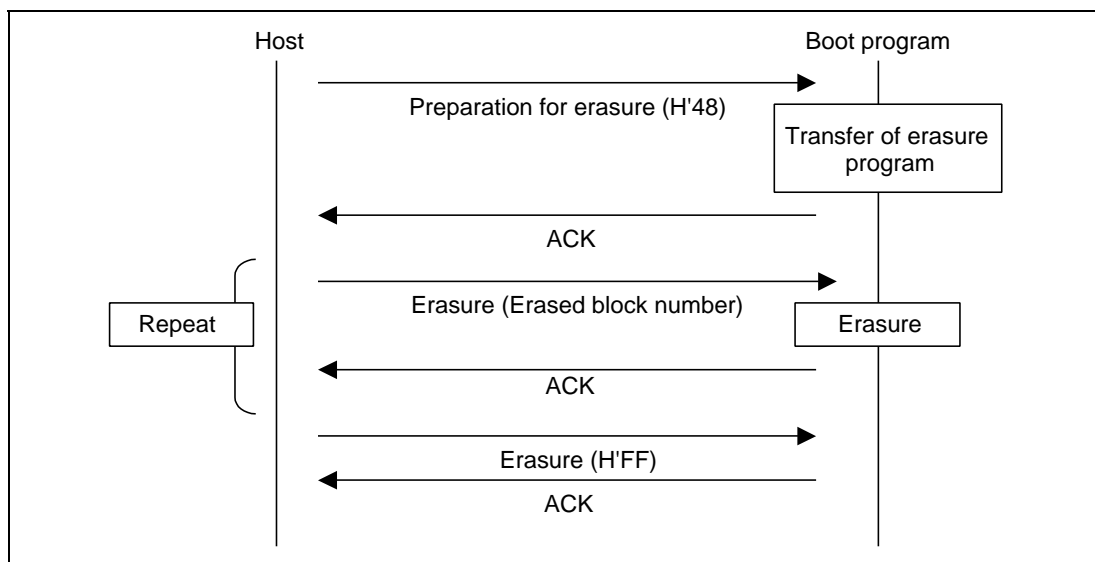 Host
Boot program
Preparation for erasure (H'48)
Transfer of erasure
program
ACK
Erasure (Erased block number)
Repeat
Erasure
ACK
Erasure (H'FF)
ACK